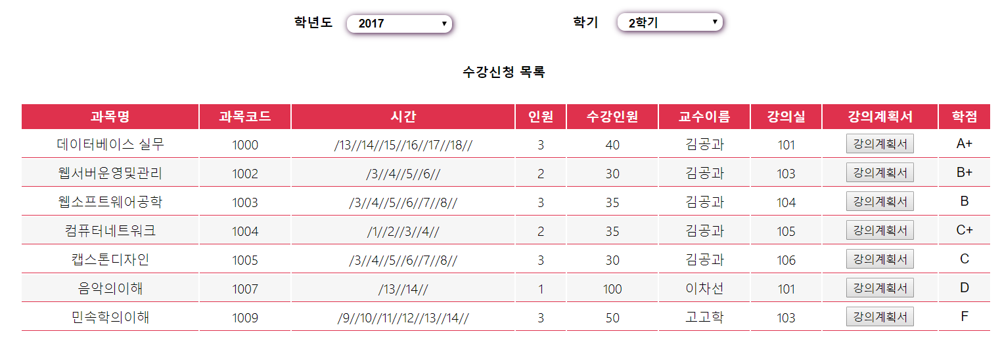 학년도 2017 학기 2학기
수강신청 목록
과목명 과목코드 시간 인원 수강인원 교수이름 강의실 강의계획서 학점
데이터베이스 실무 1000 /13//14//15//16//17//18// 3 40 김공과 101 강의계획서 A+
웹서버운영및관리 1002 /3//4//5//6// 2 30 김공과 103 강의계획서 B+
웹소프트웨어공학 1003 /3//4//5//6//7//8// 3 35 김공과 104 강의계획서 B
컴퓨터네트워크 1004 /1//2//3//4// 2 35 김공과 105 강의계획서 C+
캡스톤디자인 1005 /3//4//5//6//7//8// 3 30 김공과 106 강의계획서 C
음악의이해 1007 /13//14// 1 100 이차선 101 강의계획서 D
민속학의이해 1009 /9//10//11//12//13//14// 3 50 고고학 103 강의계획서 F